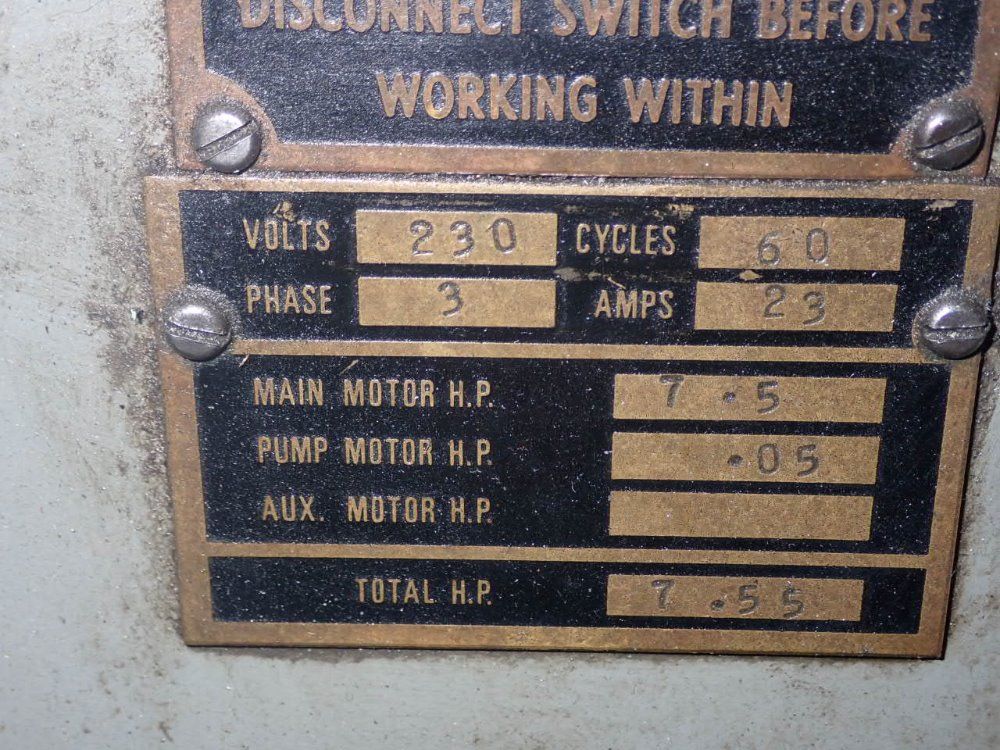 DISCONNECT SWITCH BEFORE
WORKING WITHIN
VOLTS 230 CYCLES 60
PHASE 3 AMPS 23
MAIN MOTOR H.P. 7.5
PUMP MOTOR H.P. .05
AUX. MOTOR H.P.
TOTAL H.P. 7.55